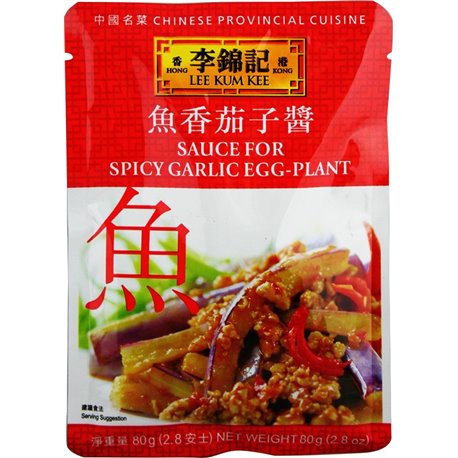 中國名菜 CHINESE PROVINCIAL CUISINE
香 李錦記 港
HONG LEE KUM KEE KONG
魚香茄子醬
SAUCE FOR
SPICY GARLIC EGG-PLANT
魚
建議食法
Serving Suggestion
淨重量 80g (2.8 安士) NET WEIGHT 80g (2.8 oz)